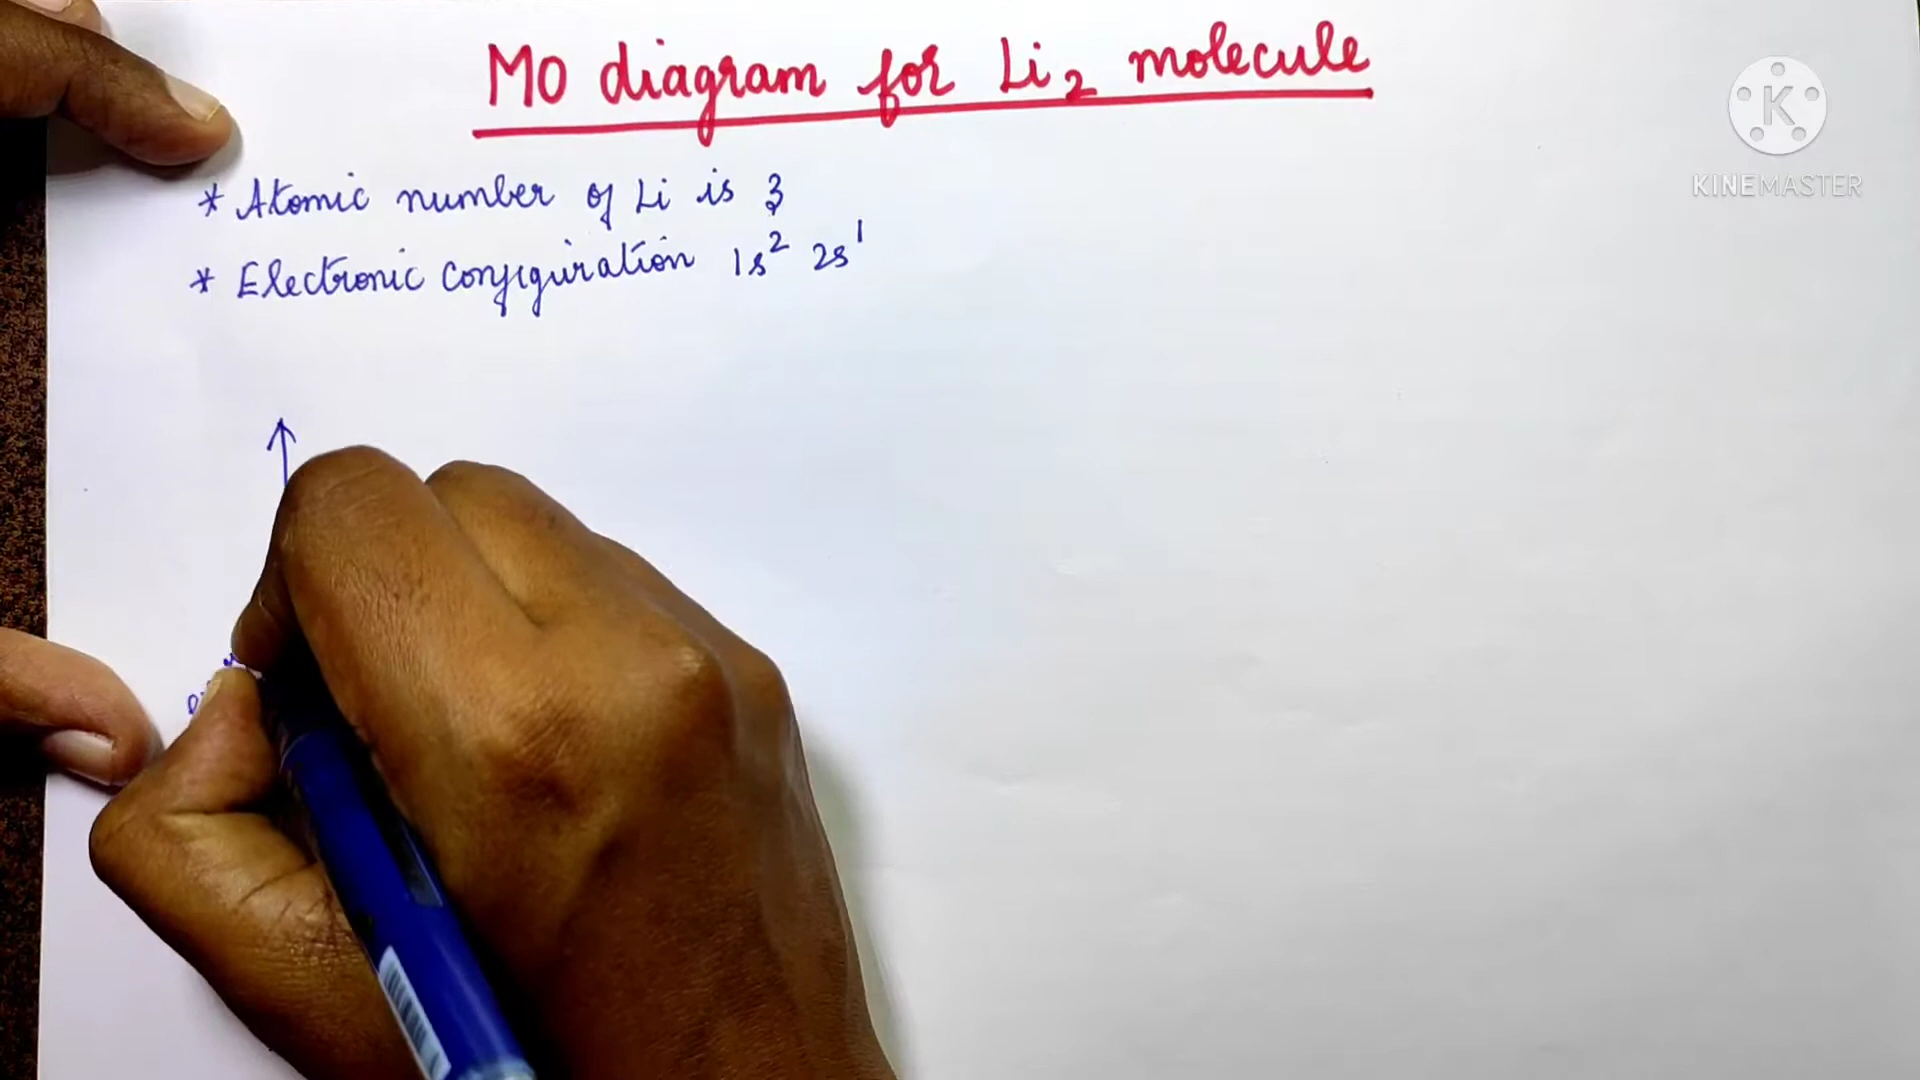 MO diagram for Li₂ molecule
* Atomic number of Li is 3
* Electronic configuration 1s² 2s¹
KINEMASTER